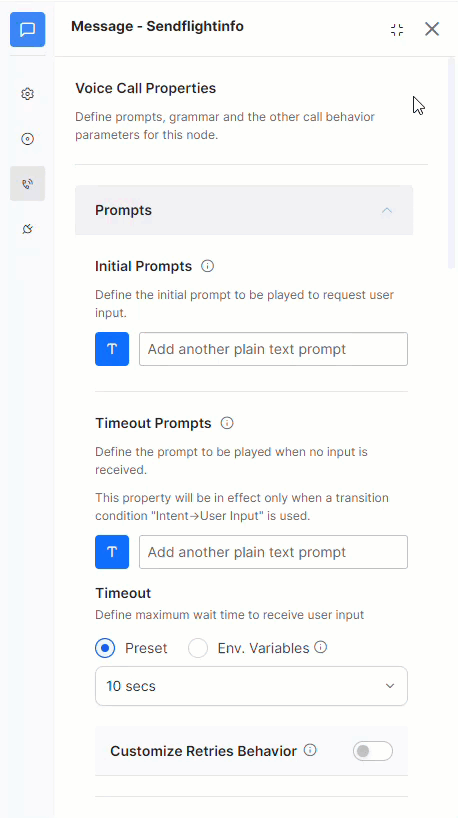 Message - Sendflightinfo
Voice Call Properties
Define prompts, grammar and the other call behavior
parameters for this node.
Prompts
Initial Prompts
Define the initial prompt to be played to request user
input.
T Add another plain text prompt
Timeout Prompts
Define the prompt to be played when no input is
received.
This property will be in effect only when a transition
condition "Intent→User Input" is used.
T Add another plain text prompt
Timeout
Define maximum wait time to receive user input
Preset Env. Variables
10 secs
Customize Retries Behavior